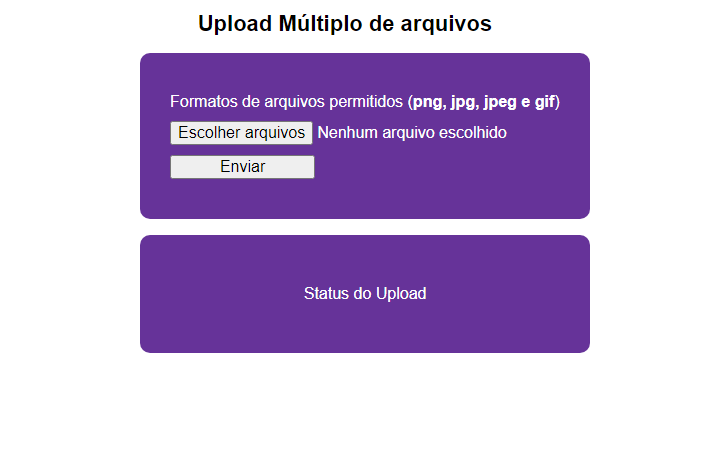 Upload Múltiplo de arquivos
Formatos de arquivos permitidos (png, jpg, jpeg e gif)
Escolher arquivos Nenhum arquivo escolhido
Enviar
Status do Upload